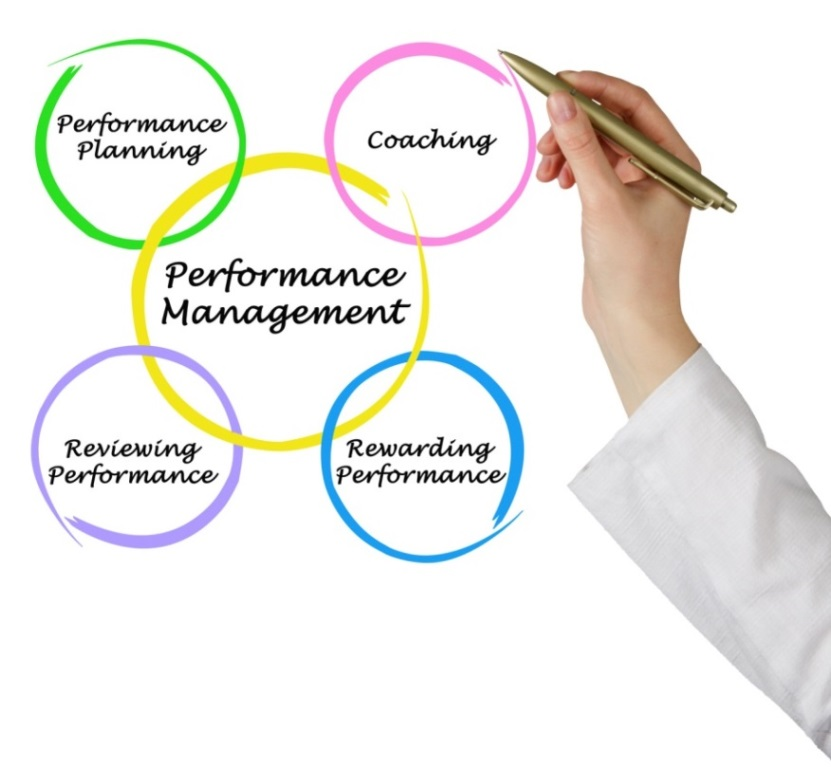 Performance
Planning
Coaching
Performance
Management
Reviewing
Performance
Rewarding
Performance